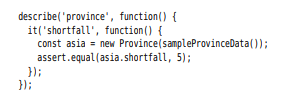 describe('province', function() {
  it('shortfall', function() {
    const asia = new Province(sampleProvinceData());
    assert.equal(asia.shortfall, 5);
  });
});